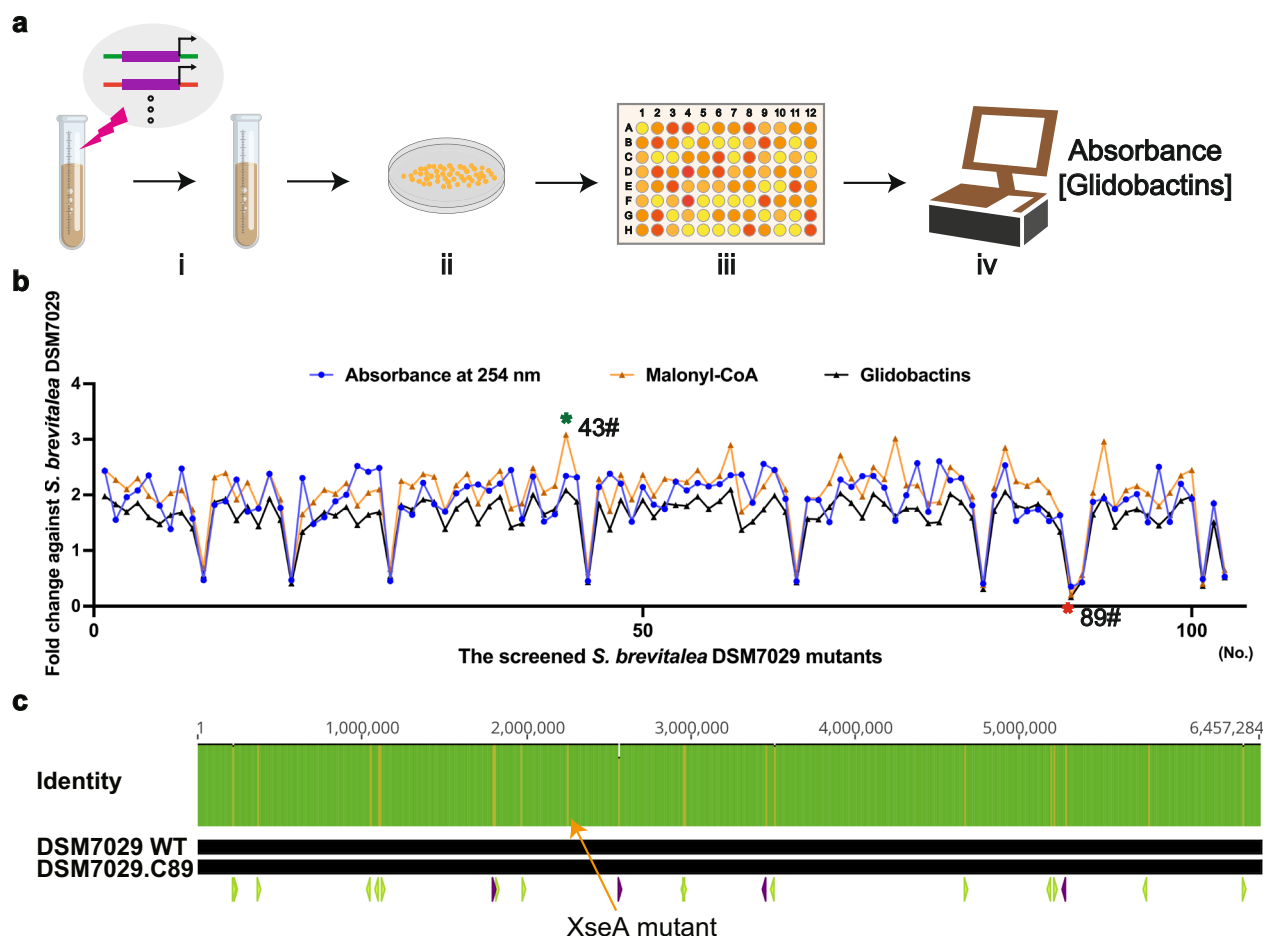 a
1 2 3 4 5 6 7 8 9 10 11 12
A
B
C
D
E
F
G
H
Absorbance
[Glidobactins]
i
ii
iii
iv
b
Fold change against S. brevitalea DSM7029
Absorbance at 254 nm
Malonyl-CoA
Glidobactins
4
3
2
1
0
43#
89#
0
50
100
The screened S. brevitalea DSM7029 mutants
(No.)
c
1
1,000,000
2,000,000
3,000,000
4,000,000
5,000,000
6,457,284
Identity
DSM7029 WT
DSM7029.C89
XseA mutant